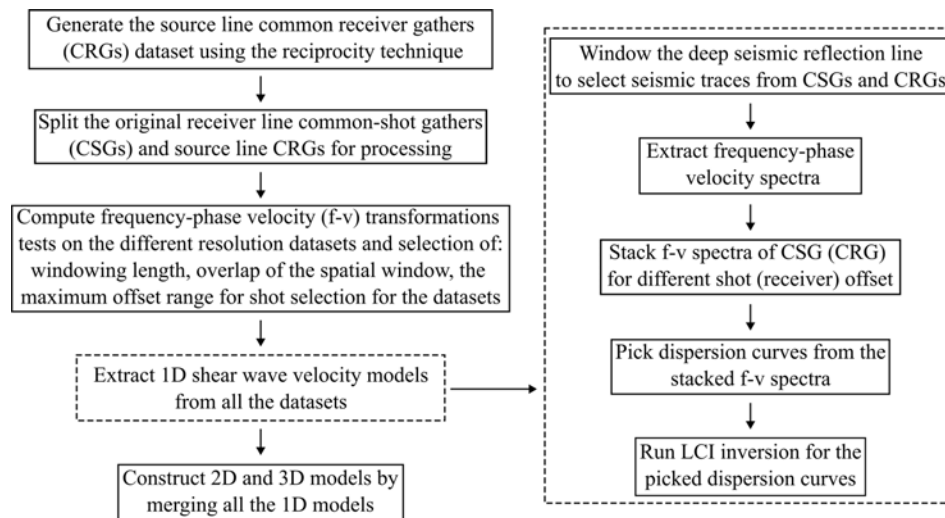 Generate the source line common receiver gathers
(CRGs) dataset using the reciprocity technique
Split the original receiver line common-shot gathers
(CSGs) and source line CRGs for processing
Compute frequency-phase velocity (f-v) transformations
tests on the different resolution datasets and selection of:
windowing length, overlap of the spatial window, the
maximum offset range for shot selection for the datasets
Extract 1D shear wave velocity models
from all the datasets
Construct 2D and 3D models by
merging all the 1D models
Window the deep seismic reflection line
to select seismic traces from CSGs and CRGs
Extract frequency-phase
velocity spectra
Stack f-v spectra of CSG (CRG)
for different shot (receiver) offset
Pick dispersion curves from the
stacked f-v spectra
Run LCI inversion for the
picked dispersion curves